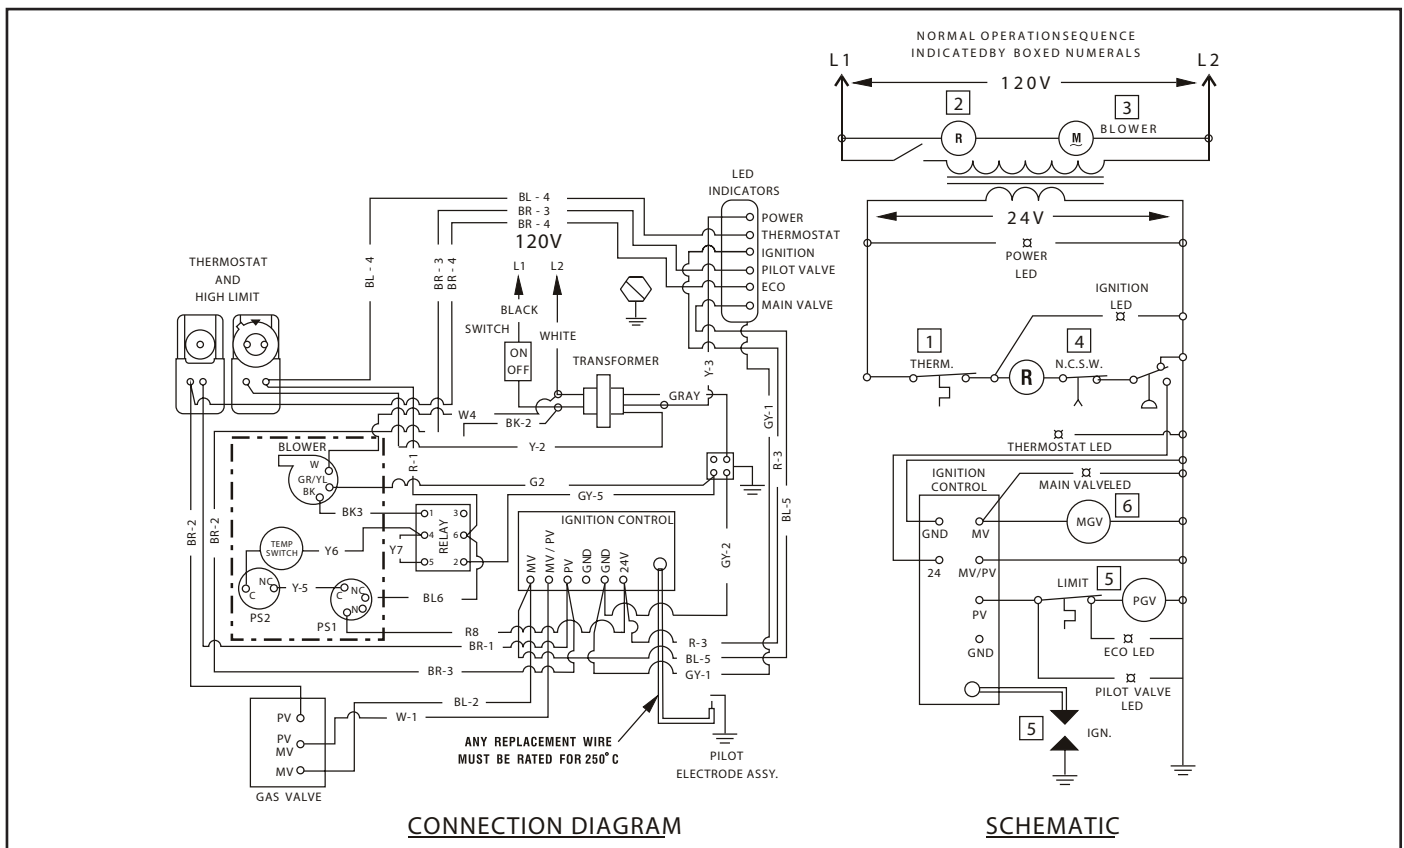 NORMAL OPERATIONSEQUENCE
INDICATEDBY BOXED NUMERALS
L1
L2
120V
2
3
R
M
BLOWER
24V
POWER
LED
IGNITION
LED
1
THERM.
R
4
N.C.S.W.
THERMOSTAT LED
IGNITION
CONTROL
MAIN VALVELED
GND
MV
MGV
6
24
MV/PV
LIMIT
5
PGV
PV
GND
ECO LED
PILOT VALVE
LED
5
IGN.
SCHEMATIC
LED
INDICATORS
POWER
THERMOSTAT
IGNITION
PILOT VALVE
ECO
MAIN VALVE
BL - 4
BR - 3
BR - 4
120V
L1
L2
BLACK
WHITE
SWITCH
ON
OFF
TRANSFORMER
THERMOSTAT
AND
HIGH LIMIT
BL - 4
BR - 3
BR - 4
GRAY
Y-3
W4
BK-2
Y-2
R-1
G2
GY-5
GY-1
R-3
BL-5
BLOWER
W
GR/YL
BK
BK3
BR-2
BR-2
TEMP
SWITCH
Y6
Y7
1
3
4
6
5
2
RELAY
C
NC
PS2
Y-5
C
NC
N
PS1
BL6
IGNITION CONTROL
MV
MV / PV
PV
GND
GND
24V
GY-2
R8
BR-1
BR-3
R-3
BL-5
GY-1
BL-2
W-1
PV
PV
MV
MV
GAS VALVE
ANY REPLACEMENT WIRE
MUST BE RATED FOR 250°C
PILOT
ELECTRODE ASSY.
CONNECTION DIAGRAM